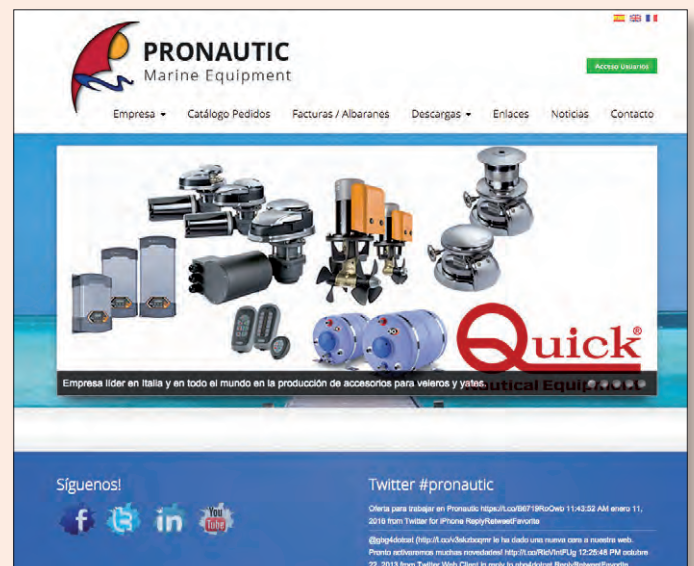 PRONAUTIC
Marine Equipment
Acceso Usuarios
Empresa
Catálogo Pedidos
Facturas / Albaranes
Descargas
Enlaces
Noticias
Contacto
Quick®
Nautical Equipment
Empresa líder en Italia y en todo el mundo en la producción de accesorios para veleros y yates.
Síguenos!
Twitter #pronautic
f
in
You
Tube
Oferta para trabajar en Pronautic 11:43:52 AM enero 11,
2016 from Twitter for iPhone ReplyRetweetFavorite
le ha dado una nueva cara a nuestra web.
Pronto activaremos muchas novedades! 12:25:48 PM octubre
22, 2013 from Twitter Web Client in reply to ReplyRetweetFavorite